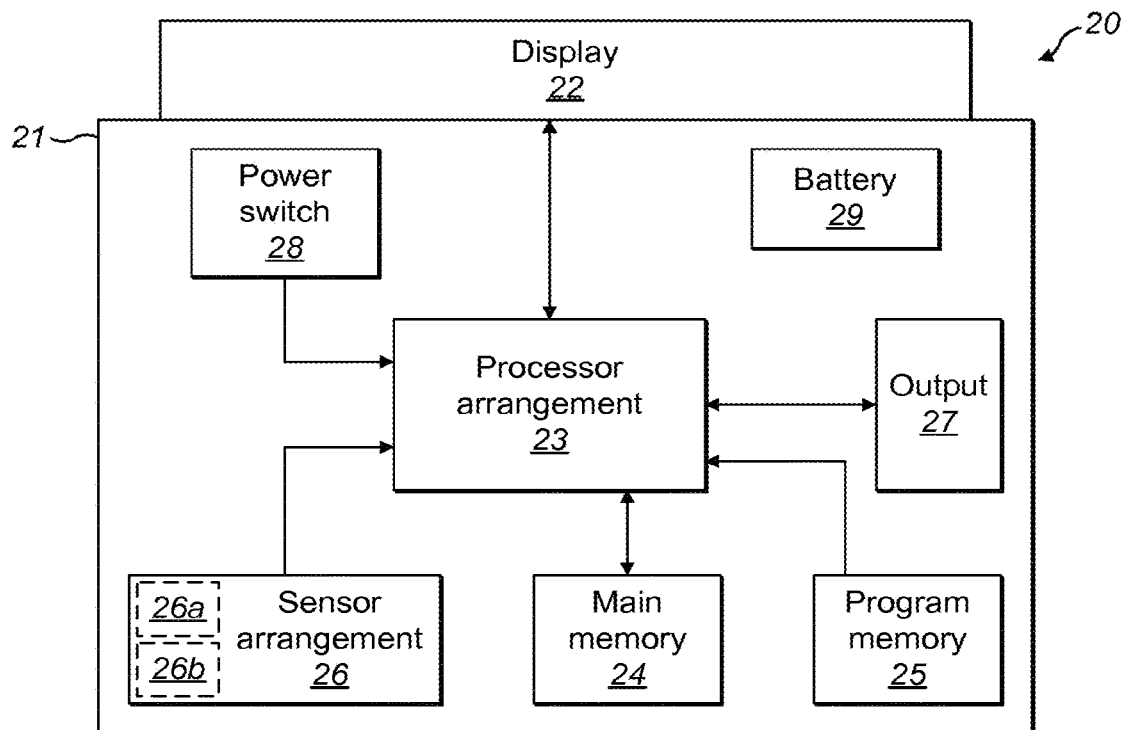 20
Display
22
21
Power
switch
28
Battery
29
Processor
arrangement
23
Output
27
26a
26b
Sensor
arrangement
26
Main
memory
24
Program
memory
25